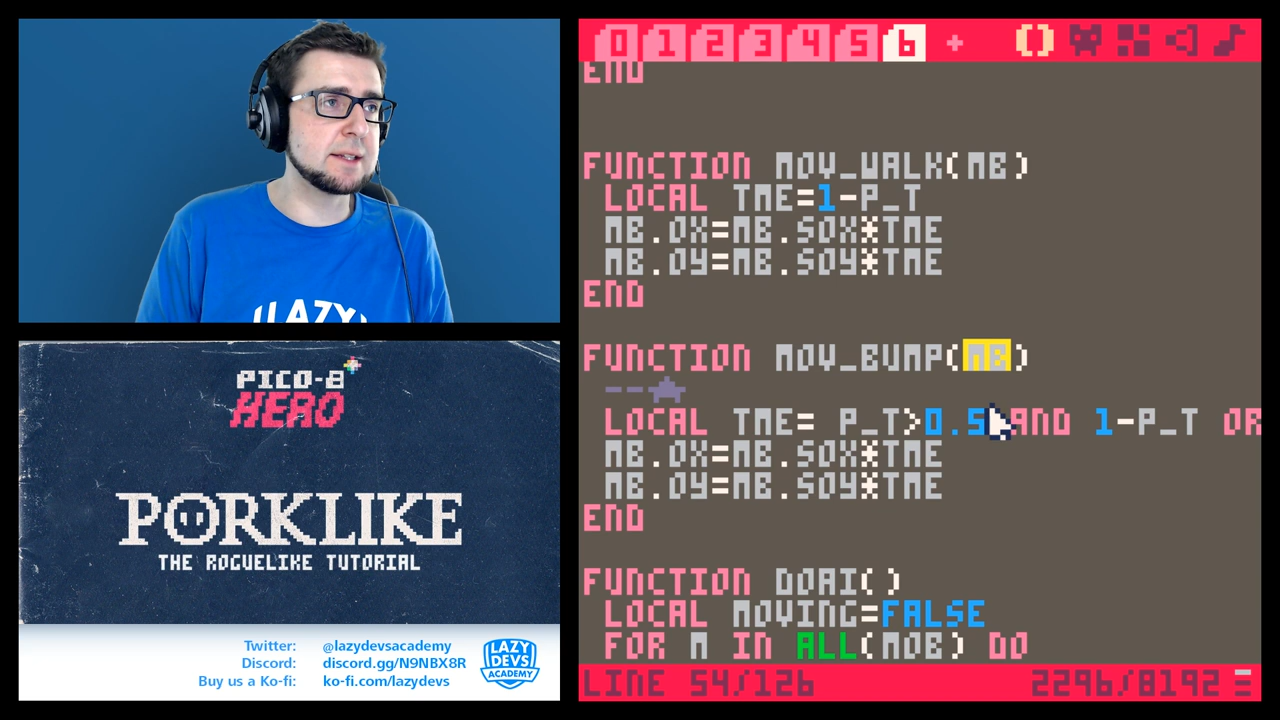 (LAZY
PICO-8
HERO
PORKLIKE
THE ROGUELIKE TUTORIAL
Twitter: @lazydevsacademy
Discord: discord.gg/N9NBX8R
Buy us a Ko-fi: ko-fi.com/lazydevs
LAZY
DEVS
ACADEMY
0 1 2 3 4 5 6 +
END
FUNCTION MOV_WALK(MB)
LOCAL TME=1-P_T
MB.OX=MB.SOX*TME
MB.OY=MB.SOY*TME
END
FUNCTION MOV_BUMP(MB)
--★
LOCAL TME= P_T>0.5 AND 1-P_T OR
MB.OX=MB.SOX*TME
MB.OY=MB.SOY*TME
END
FUNCTION DOAI()
LOCAL MOVING=FALSE
FOR M IN ALL(MOB) DO
LINE 54/126
2296/8192